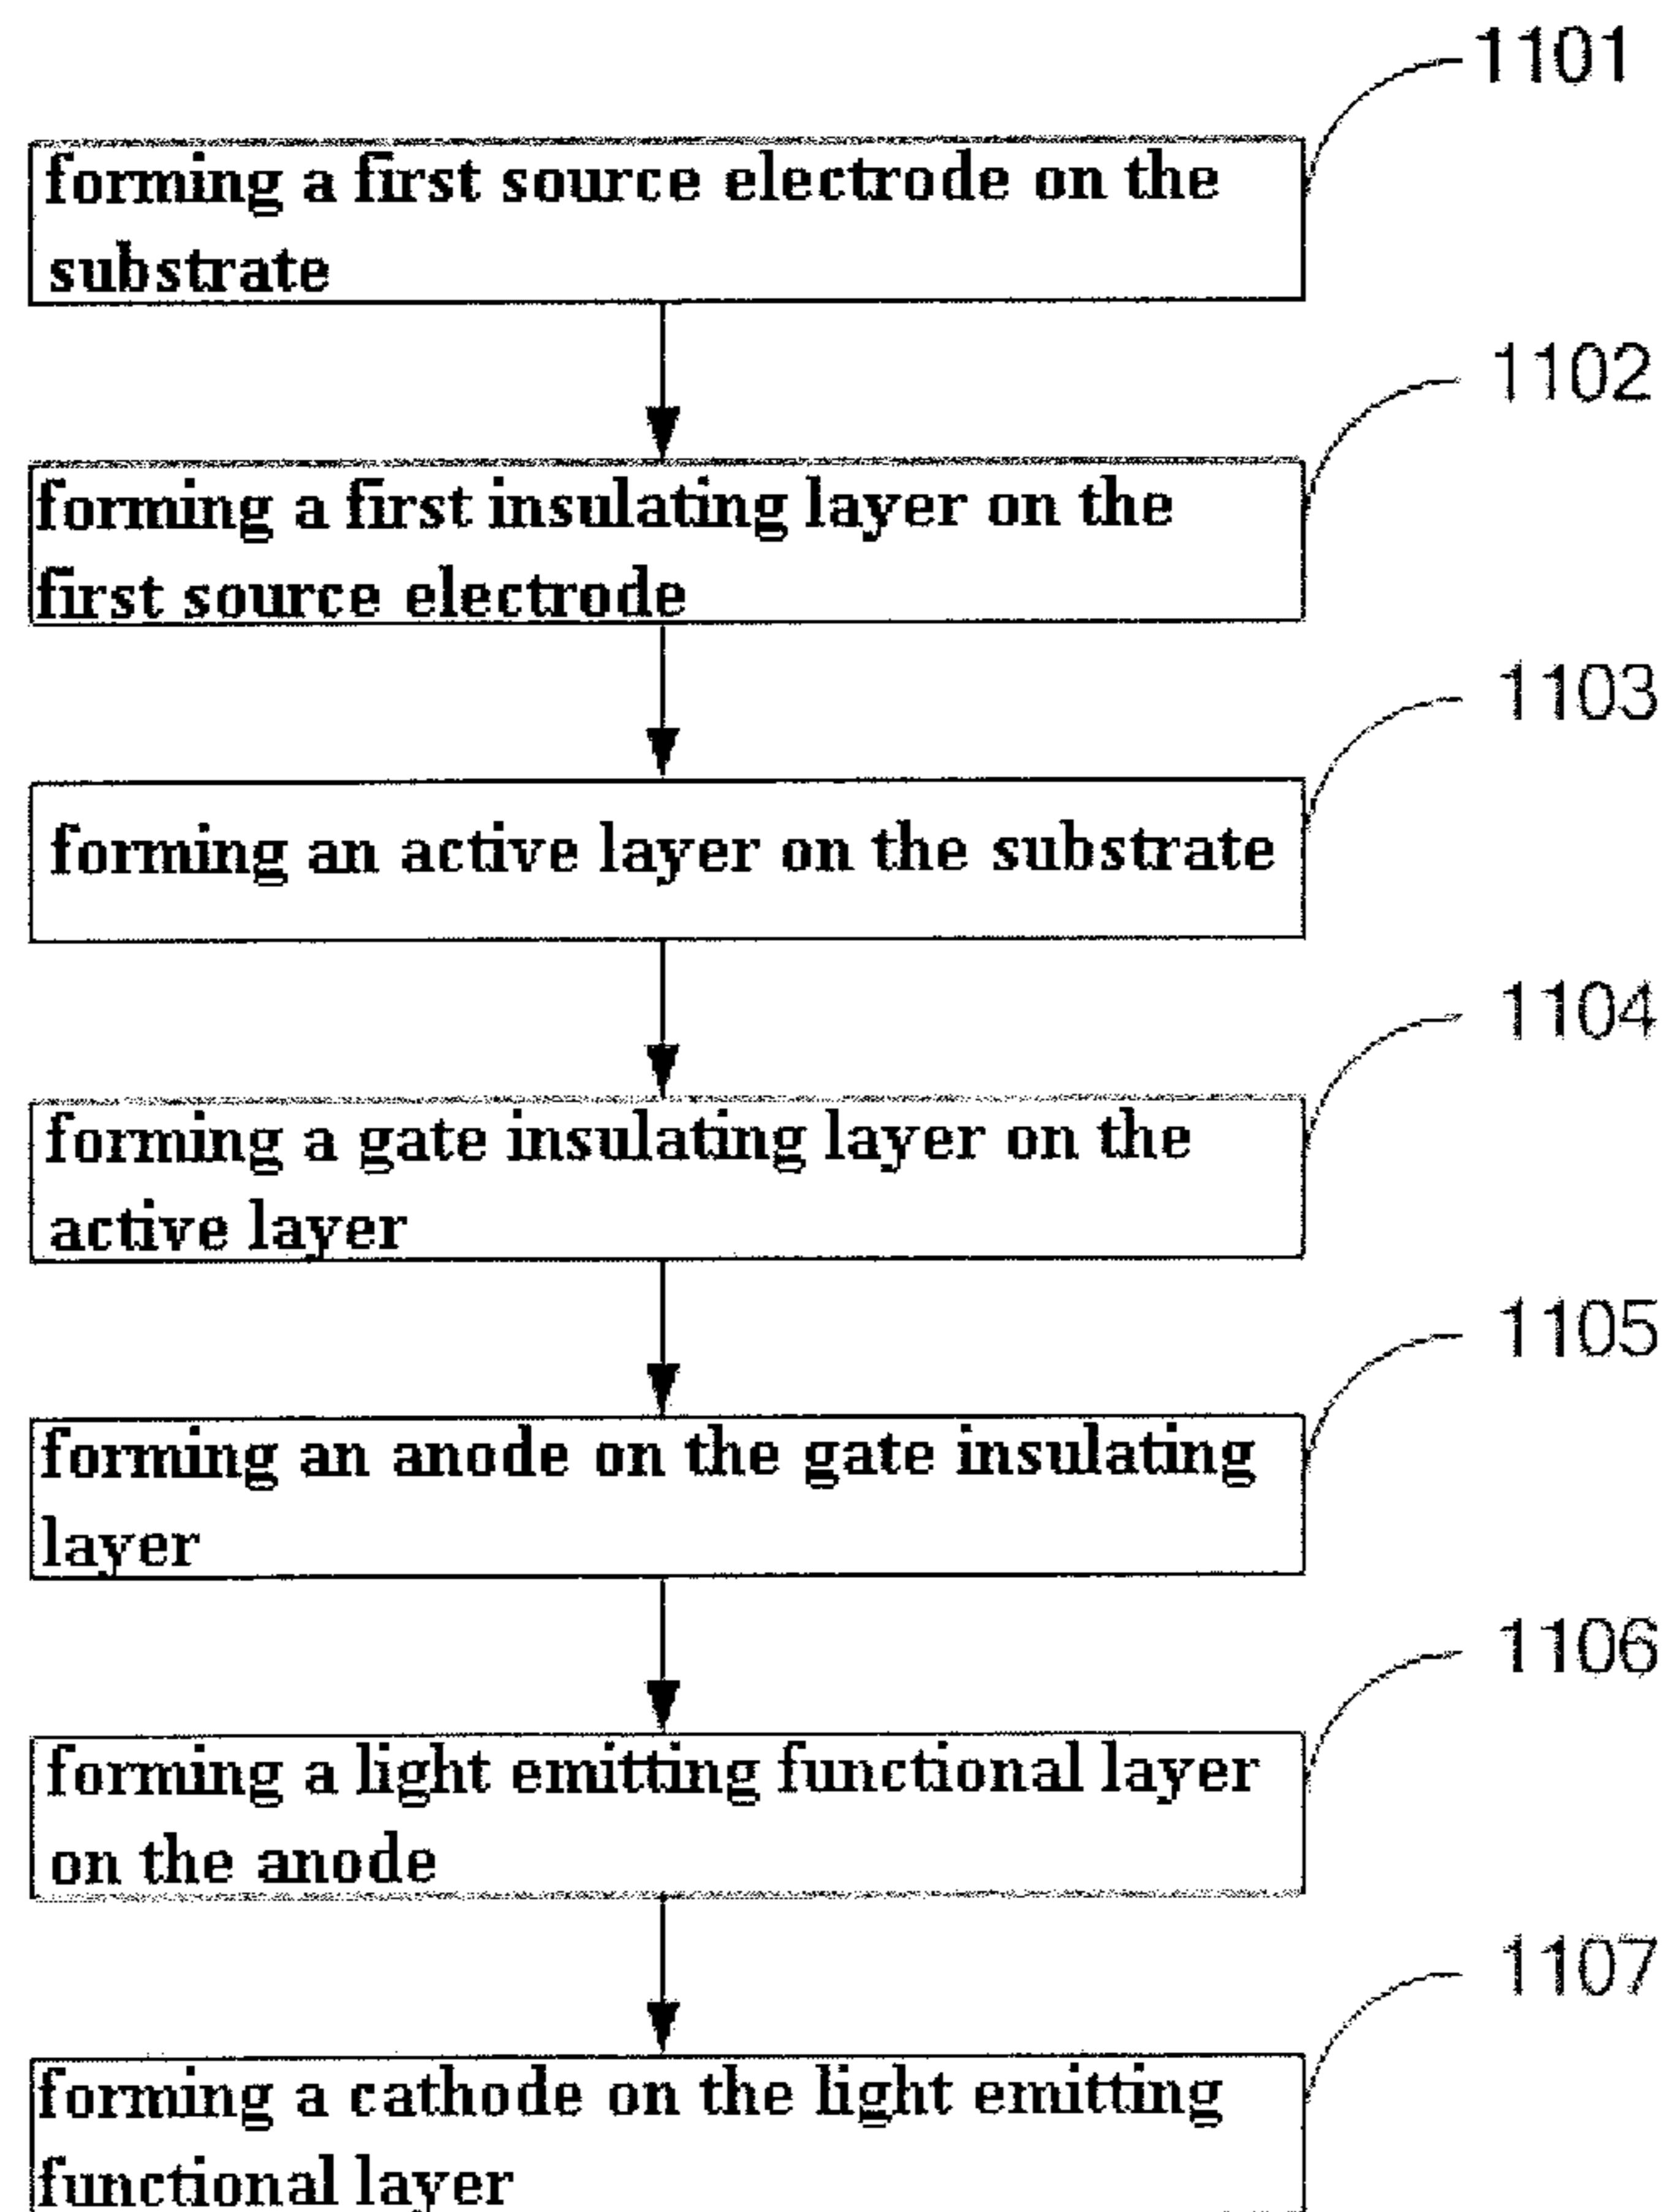 1101
forming a first source electrode on the
substrate
1102
forming a first insulating layer on the
first source electrode
1103
forming an active layer on the substrate
1104
forming a gate insulating layer on the
active layer
1105
forming an anode on the gate insulating
layer
1106
forming a light emitting functional layer
on the anode
1107
forming a cathode on the light emitting
functional layer